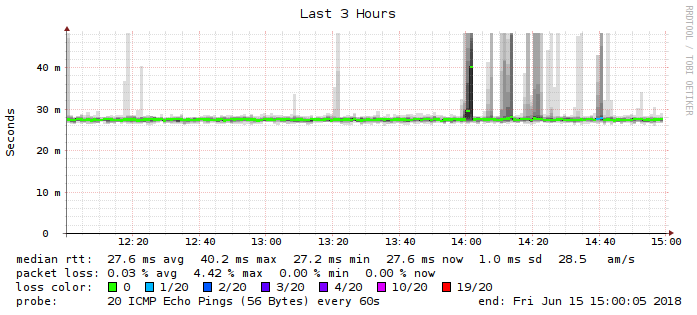 Last 3 Hours
RRDTOOL / TOBI OETIKER
Seconds
40 m
30 m
20 m
10 m
0
12:20 12:40 13:00 13:20 13:40 14:00 14:20 14:40 15:00
median rtt: 27.6 ms avg 40.2 ms max 27.2 ms min 27.6 ms now 1.0 ms sd 28.5 am/s
packet loss: 0.03 % avg 4.42 % max 0.00 % min 0.00 % now
loss color: 0 1/20 2/20 3/20 4/20 10/20 19/20
probe: 20 ICMP Echo Pings (56 Bytes) every 60s end: Fri Jun 15 15:00:05 2018